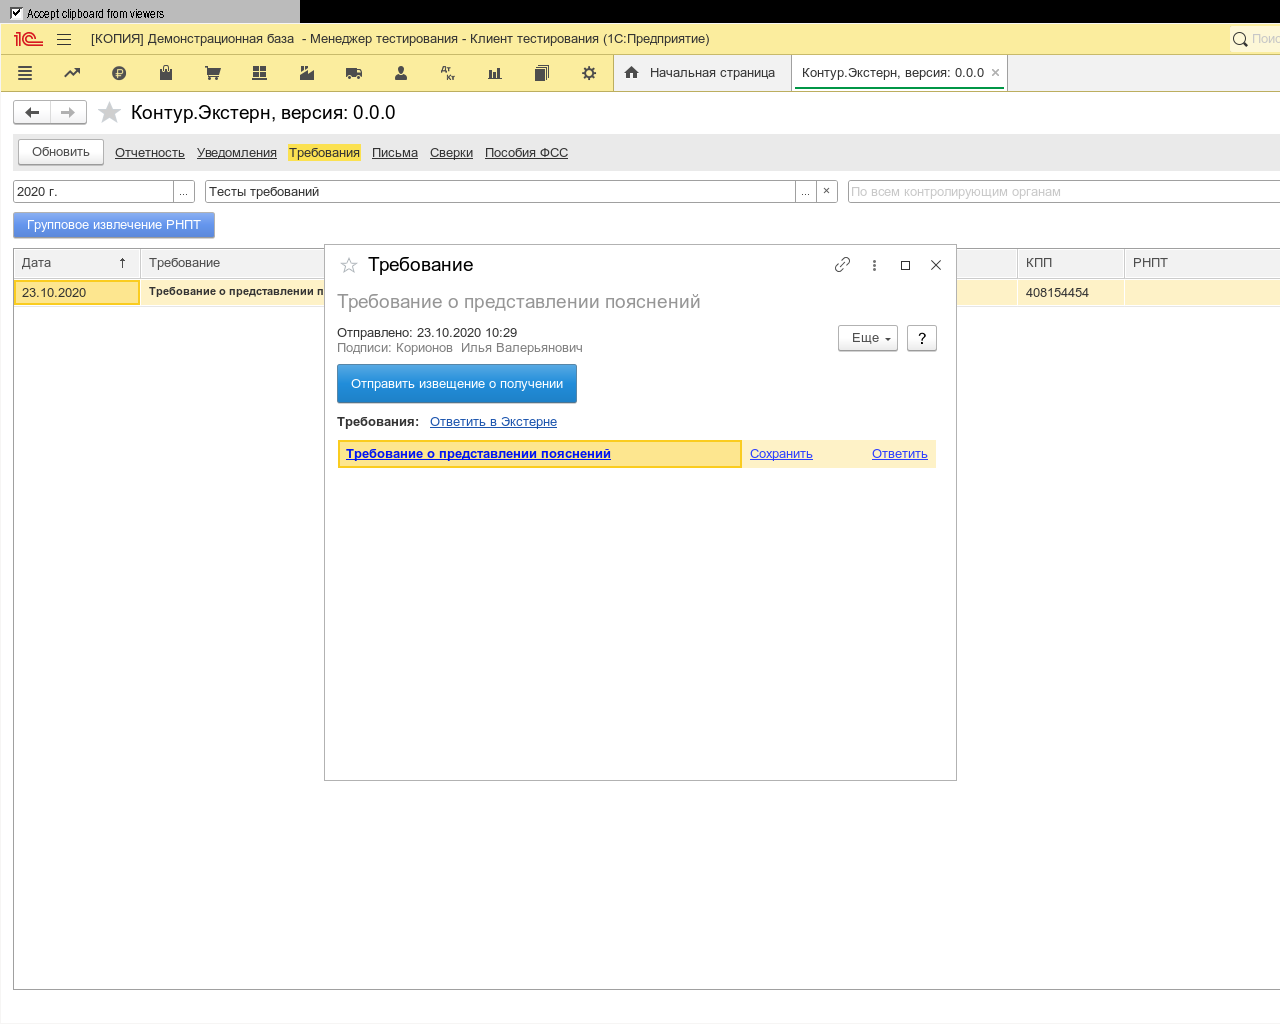 Accept clipboard from viewers
[КОПИЯ] Демонстрационная база - Менеджер тестирования - Клиент тестирования (1С:Предприятие)
Начальная страница
Контур.Экстерн, версия: 0.0.0
Контур.Экстерн, версия: 0.0.0
Обновить Отчетность Уведомления Требования Письма Сверки Пособия ФСС
2020 г. ... Тесты требований ... × По всем контролирующим органам
Групповое извлечение РНПТ
Дата ↑ Требование КПП РНПТ
23.10.2020 Требование о представлении п 408154454
Требование
Требование о представлении пояснений
Отправлено: 23.10.2020 10:29
Подписи: Корионов Илья Валерьянович
Еще ?
Отправить извещение о получении
Требования: Ответить в Экстерне
Требование о представлении пояснений Сохранить Ответить